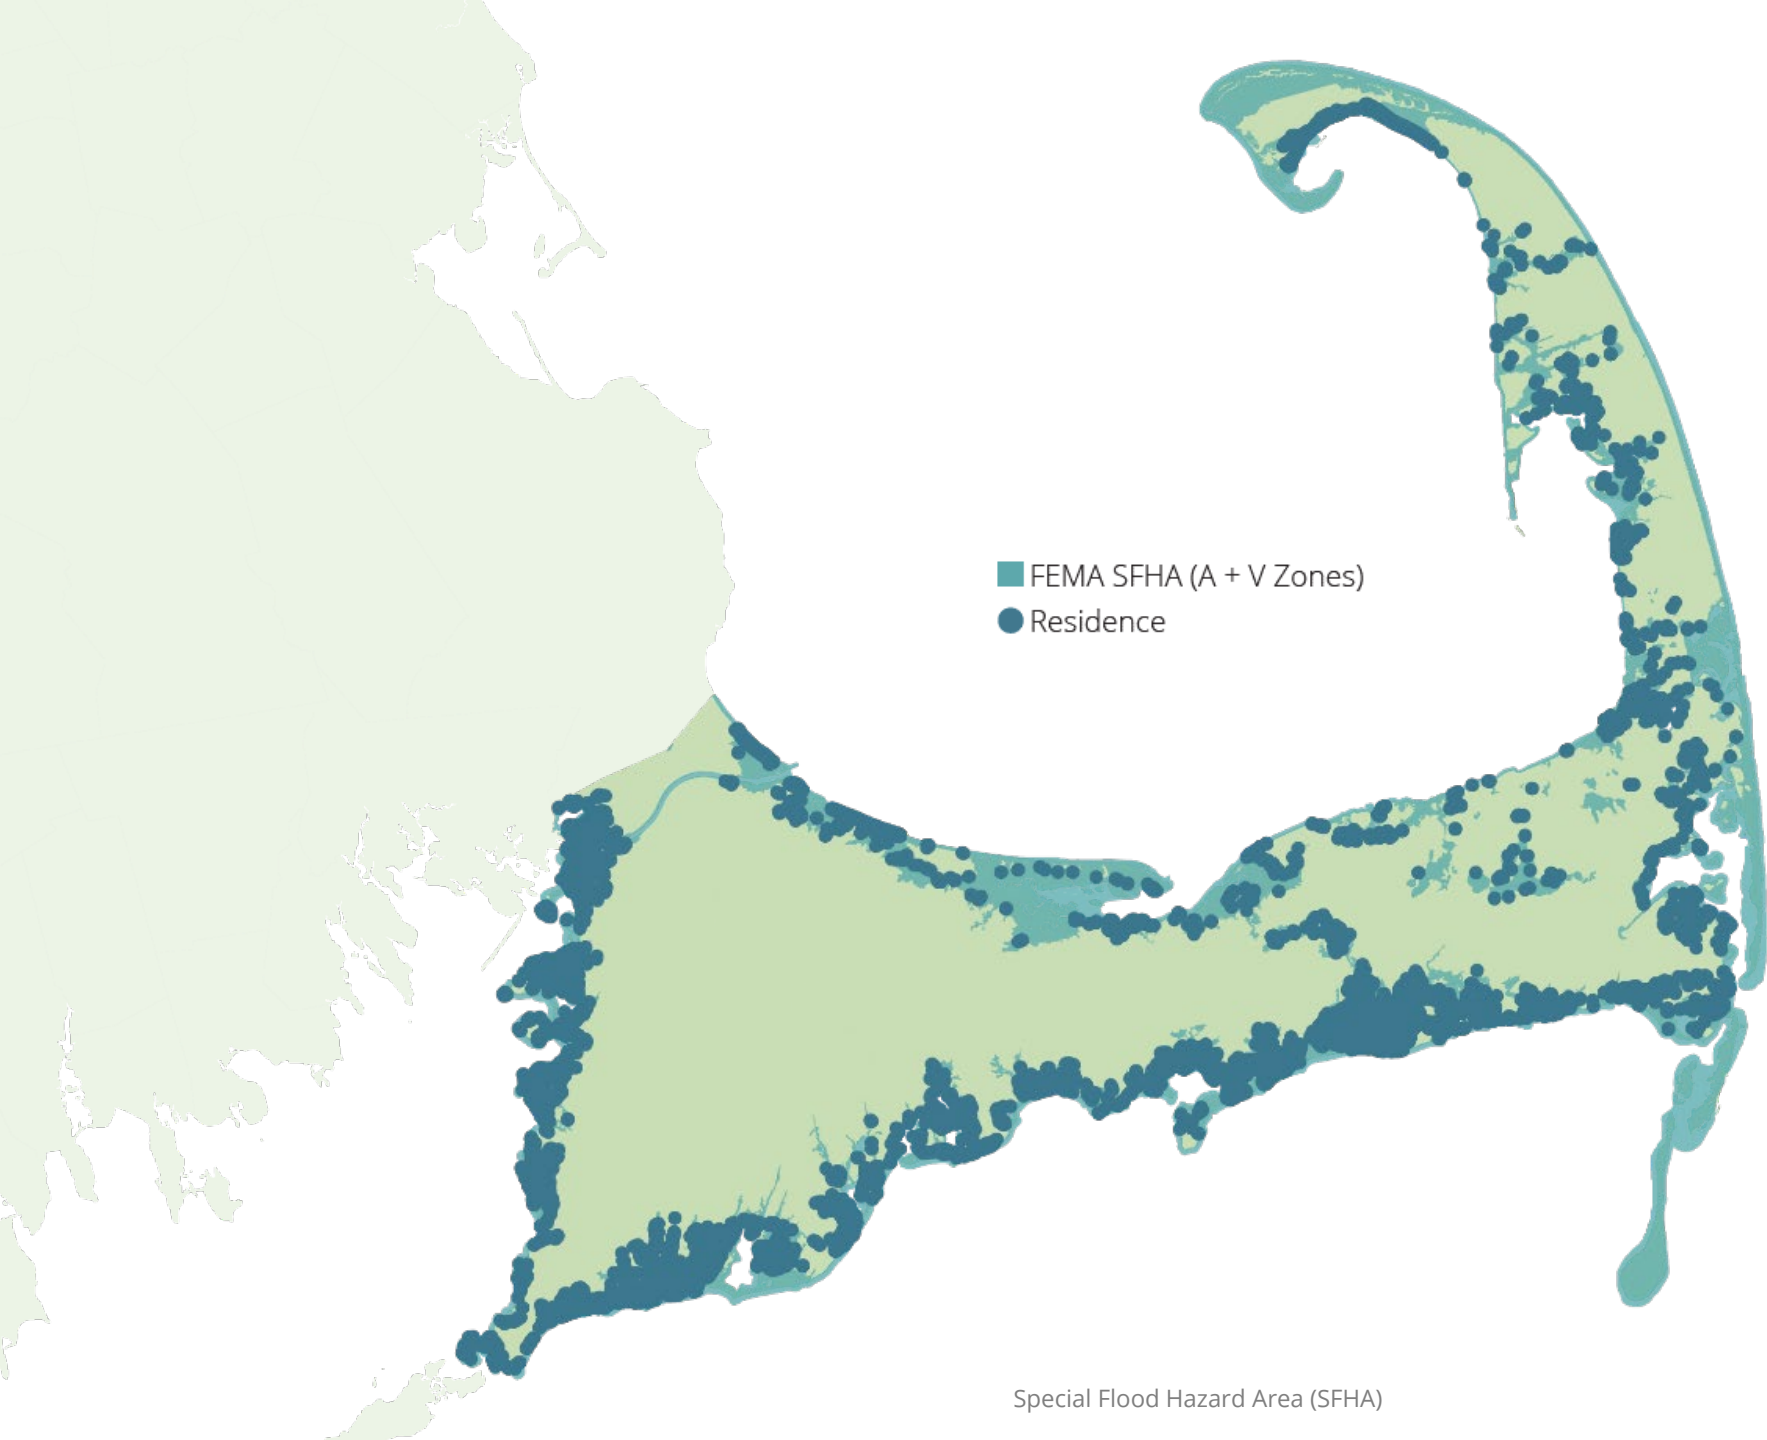 FEMA SFHA (A + V Zones)
Residence
Special Flood Hazard Area (SFHA)